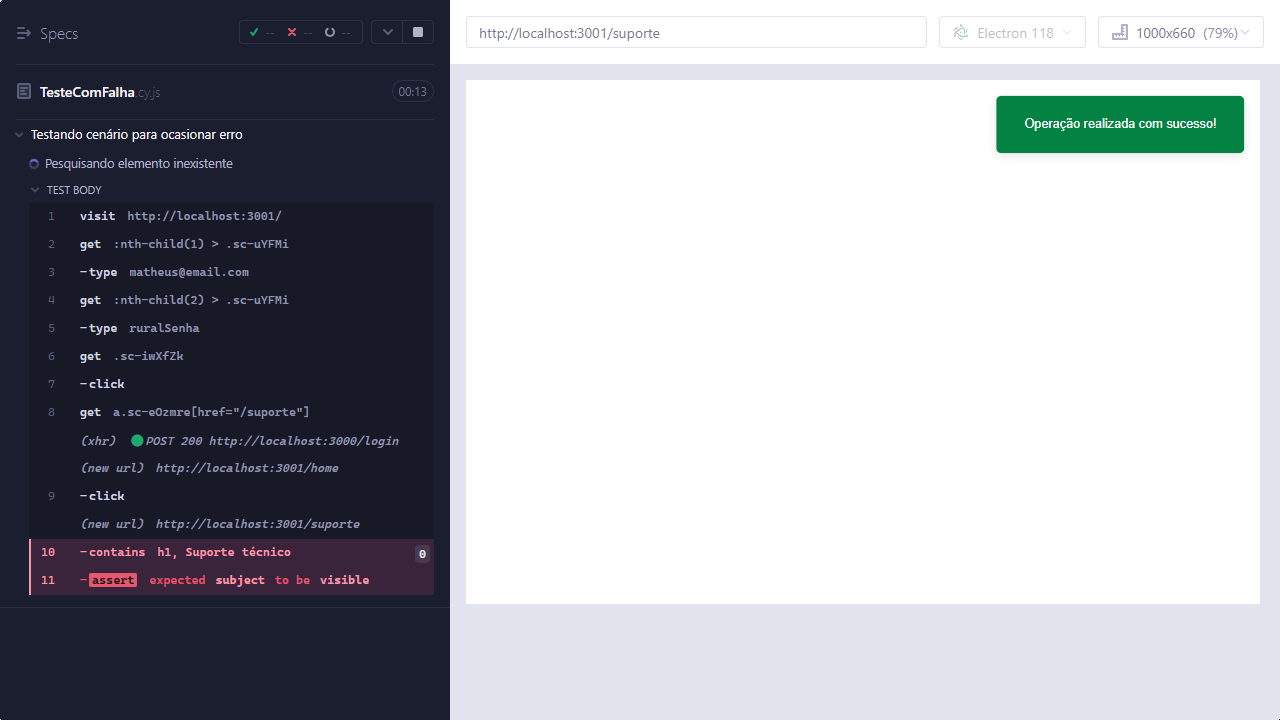 Specs
-- -- --
TesteComFalha.cy.js 00:13
Testando cenário para ocasionar erro
Pesquisando elemento inexistente
TEST BODY
1 visit http://localhost:3001/
2 get :nth-child(1) > .sc-uYFMi
3 -type matheus@email.com
4 get :nth-child(2) > .sc-uYFMi
5 -type ruralSenha
6 get .sc-iwXfZk
7 -click
8 get a.sc-eOzmre[href="/suporte"]
(xhr) POST 200 http://localhost:3000/login
(new url) http://localhost:3001/home
9 -click
(new url) http://localhost:3001/suporte
10 -contains h1, Suporte técnico 0
11 -assert expected subject to be visible
http://localhost:3001/suporte
Electron 118
1000x660 (79%)
Operação realizada com sucesso!